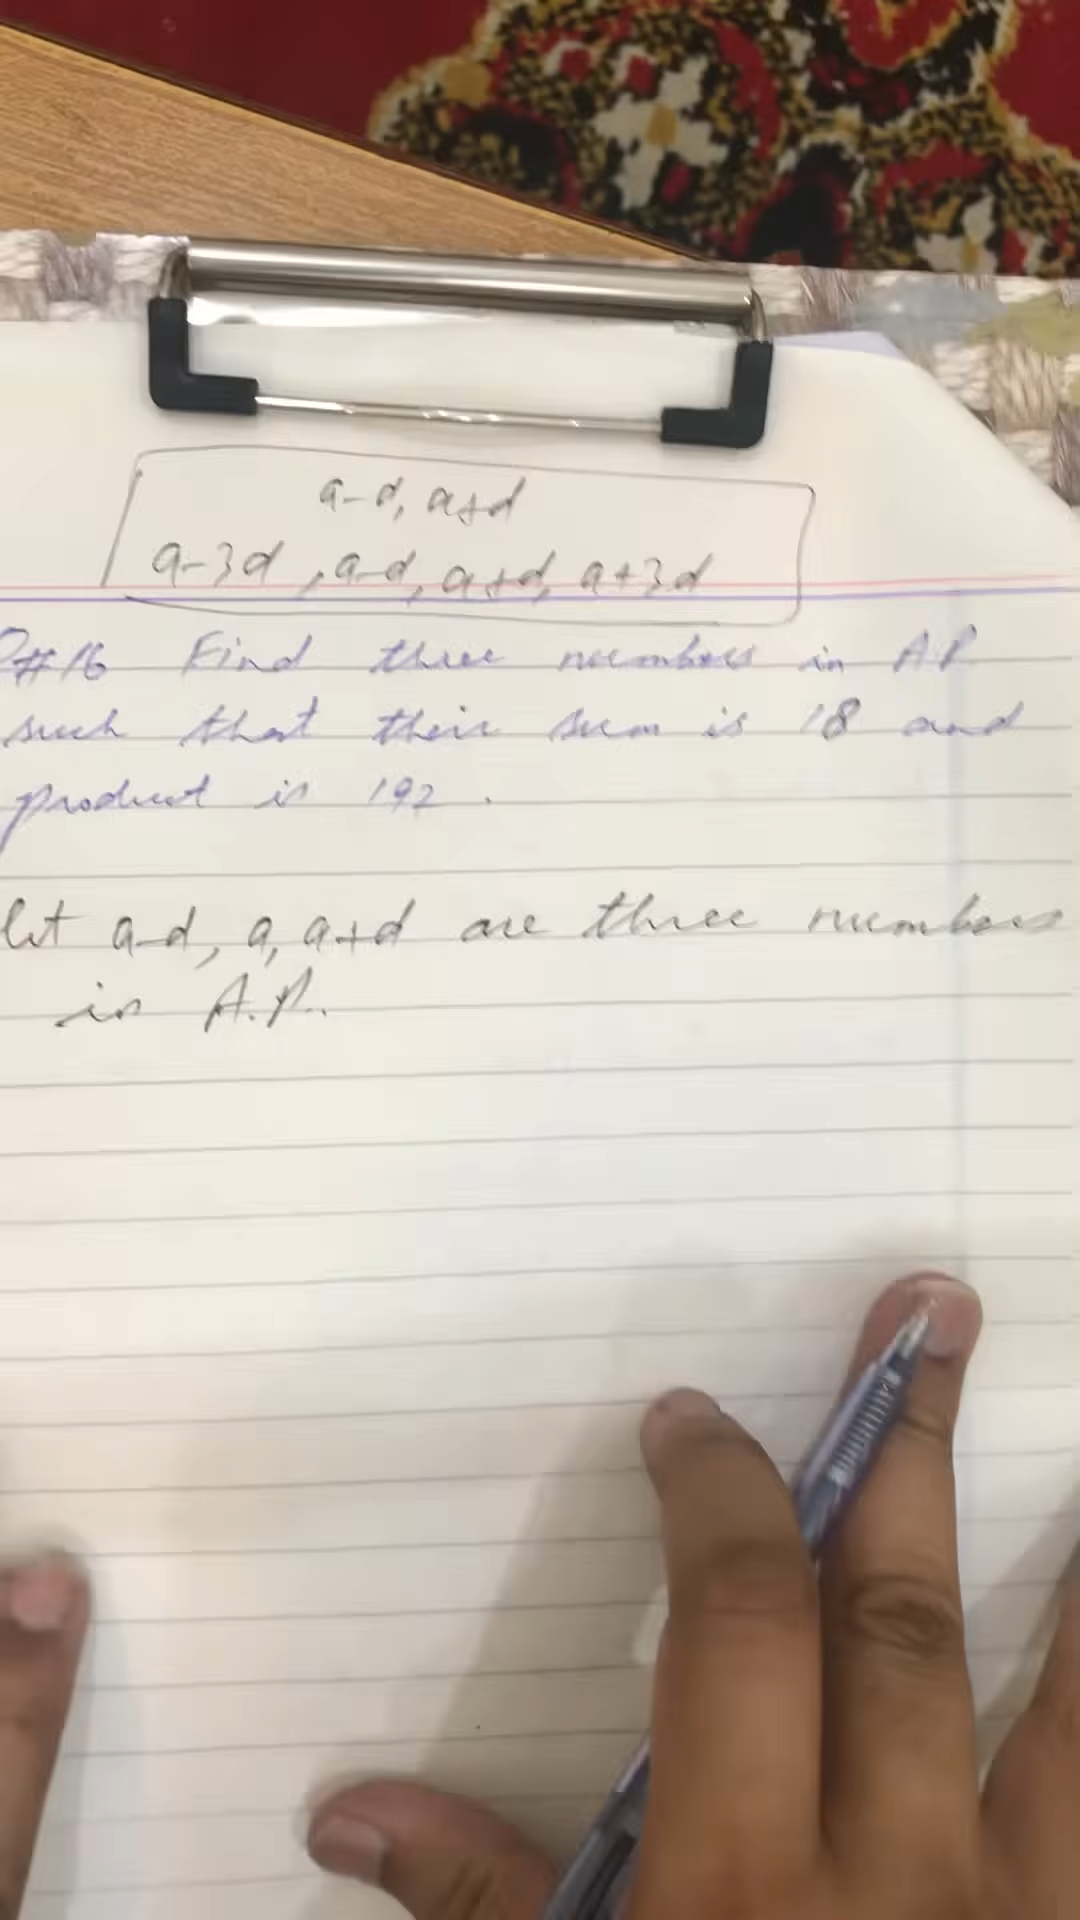 a-d, a+d
a-3d, a-d, a+d, a+3d
Q#16 Find three numbers in A.P
such that their sum is 18 and
product is 192.
let a-d, a, a+d are three numbers
in A.P.